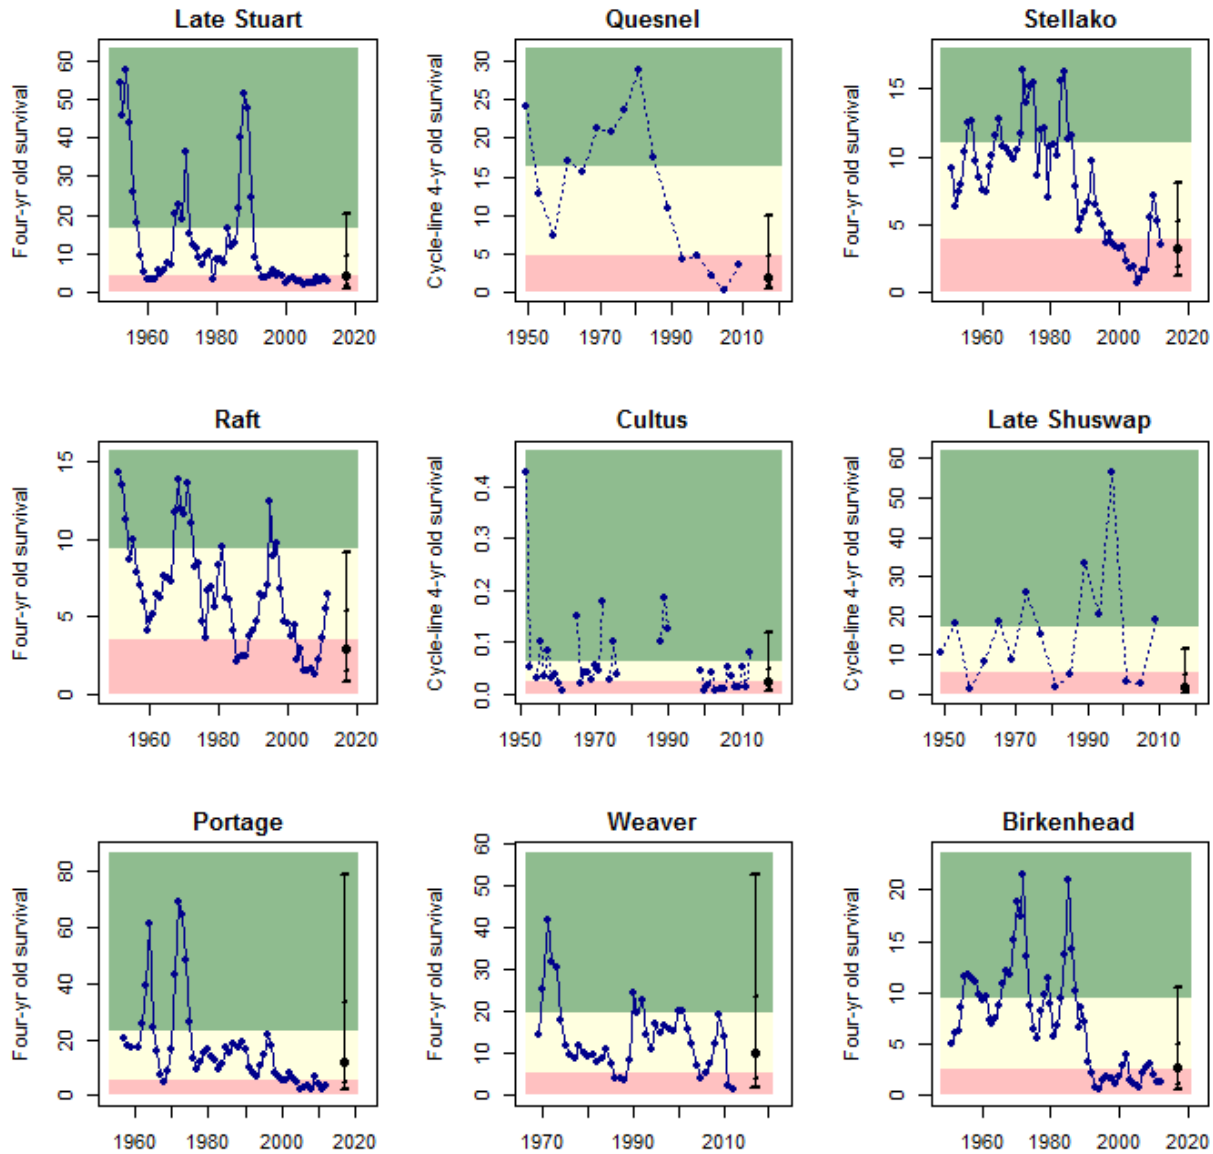 Late Stuart
Quesnel
Stellako
Four-yr old survival
0 10 20 30 40 50 60
1960 1980 2000 2020
Cycle-line 4-yr old survival
0 5 10 15 20 25 30
1950 1970 1990 2010
Four-yr old survival
0 5 10 15
1960 1980 2000 2020
Raft
Cultus
Late Shuswap
Four-yr old survival
0 5 10 15
1960 1980 2000 2020
Cycle-line 4-yr old survival
0.0 0.1 0.2 0.3 0.4
1950 1970 1990 2010
Cycle-line 4-yr old survival
0 10 20 30 40 50 60
1950 1970 1990 2010
Portage
Weaver
Birkenhead
Four-yr old survival
0 20 40 60 80
1960 1980 2000 2020
Four-yr old survival
0 10 20 30 40 50 60
1970 1990 2010
Four-yr old survival
0 5 10 15 20
1960 1980 2000 2020